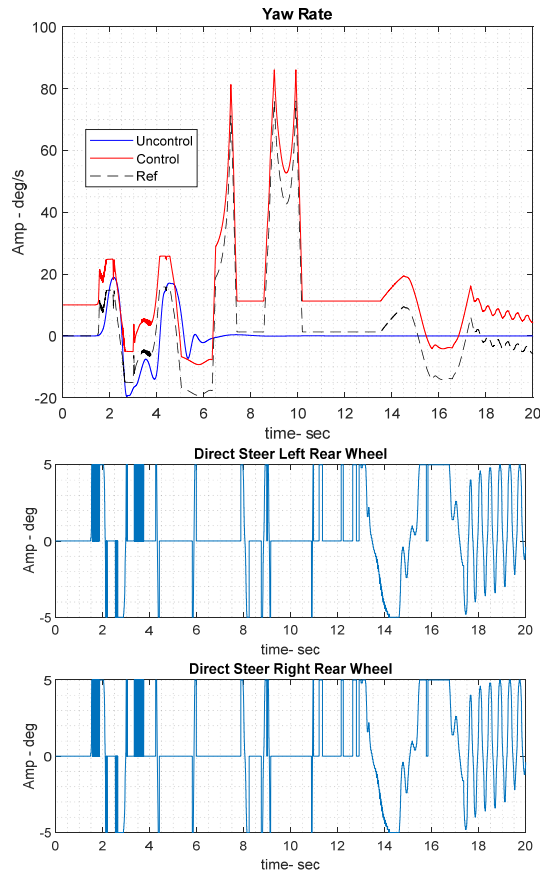 Yaw Rate
100
80
60
40
20
0
-20
Amp - deg/s
Uncontrol
Control
Ref
0 2 4 6 8 10 12 14 16 18 20
time- sec
Direct Steer Left Rear Wheel
5
0
-5
Amp - deg
0 2 4 6 8 10 12 14 16 18 20
time- sec
Direct Steer Right Rear Wheel
5
0
-5
Amp - deg
0 2 4 6 8 10 12 14 16 18 20
time- sec